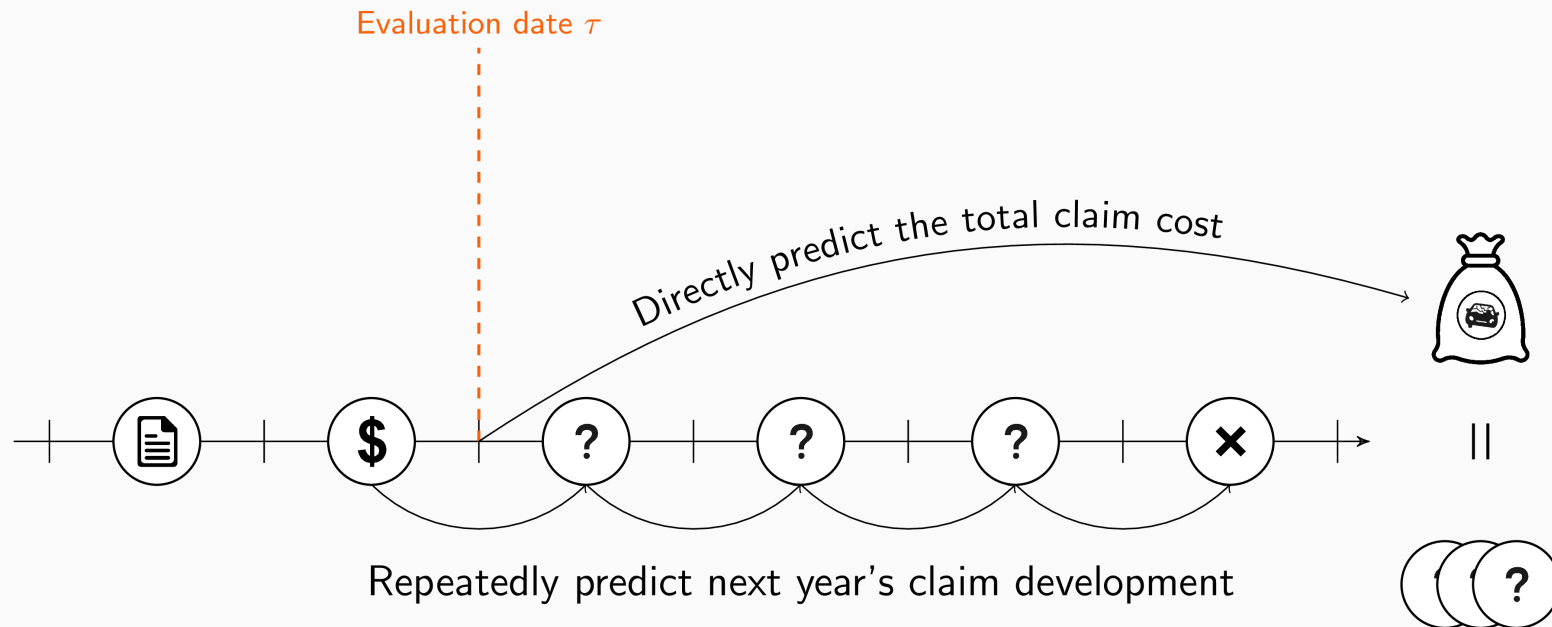 Evaluation date τ
Directly predict the total claim cost
$ ? ? ?
Repeatedly predict next year's claim development
?